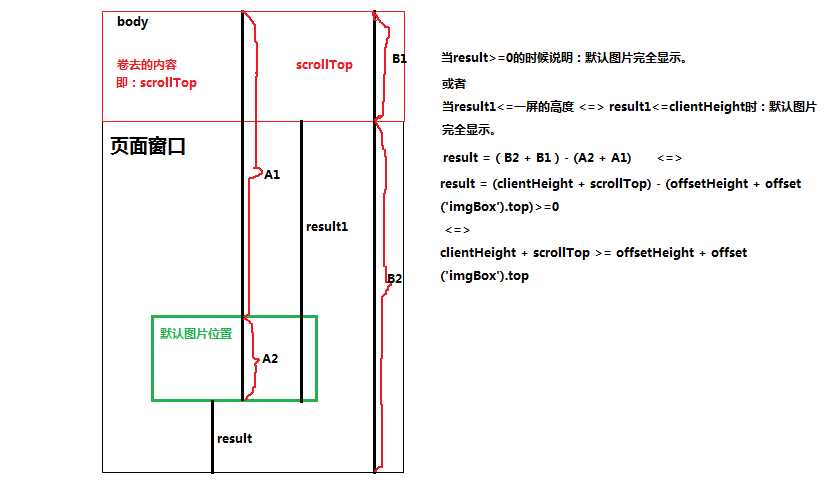 body
卷去的内容
即：scrollTop
scrollTop
B1
页面窗口
A1
result1
B2
默认图片位置
A2
result
当result>=0的时候说明：默认图片完全显示。
或者
当result1<=一屏的高度 <=> result1<=clientHeight时：默认图片
完全显示。
result = ( B2 + B1 ) - (A2 + A1) <=>
result = (clientHeight + scrollTop) - (offsetHeight + offset
('imgBox').top)>=0
<=>
clientHeight + scrollTop >= offsetHeight + offset
('imgBox').top